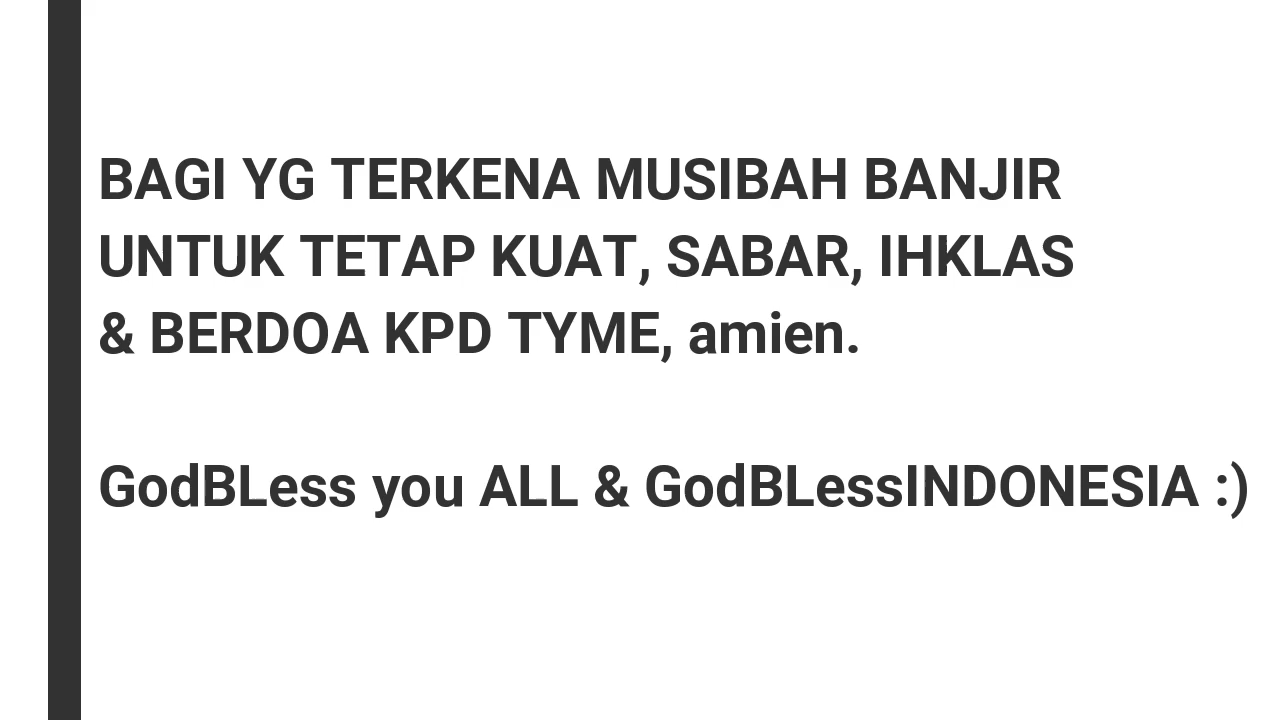 BAGI YG TERKENA MUSIBAH BANJIR
UNTUK TETAP KUAT, SABAR, IHKLAS
& BERDOA KPD TYME, amien.
GodBLess you ALL & GodBLessINDONESIA :)